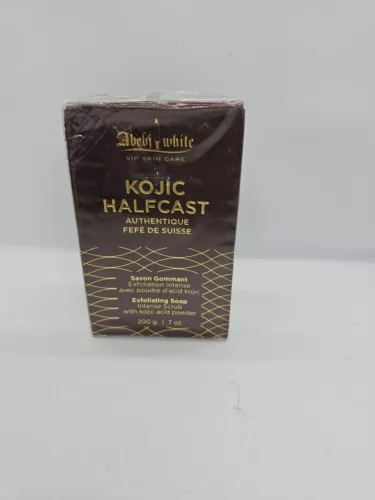 Abebi white
VIP SKIN CARE
KOJIC
HALFCAST
AUTHENTIQUE
FEFÉ DE SUISSE
Savon Gommant
Exfoliation intense
avec poudre d'acid kojic
Exfoliating Soap
Intense Scrub
with kojic acid powder
200 g. | 7 oz